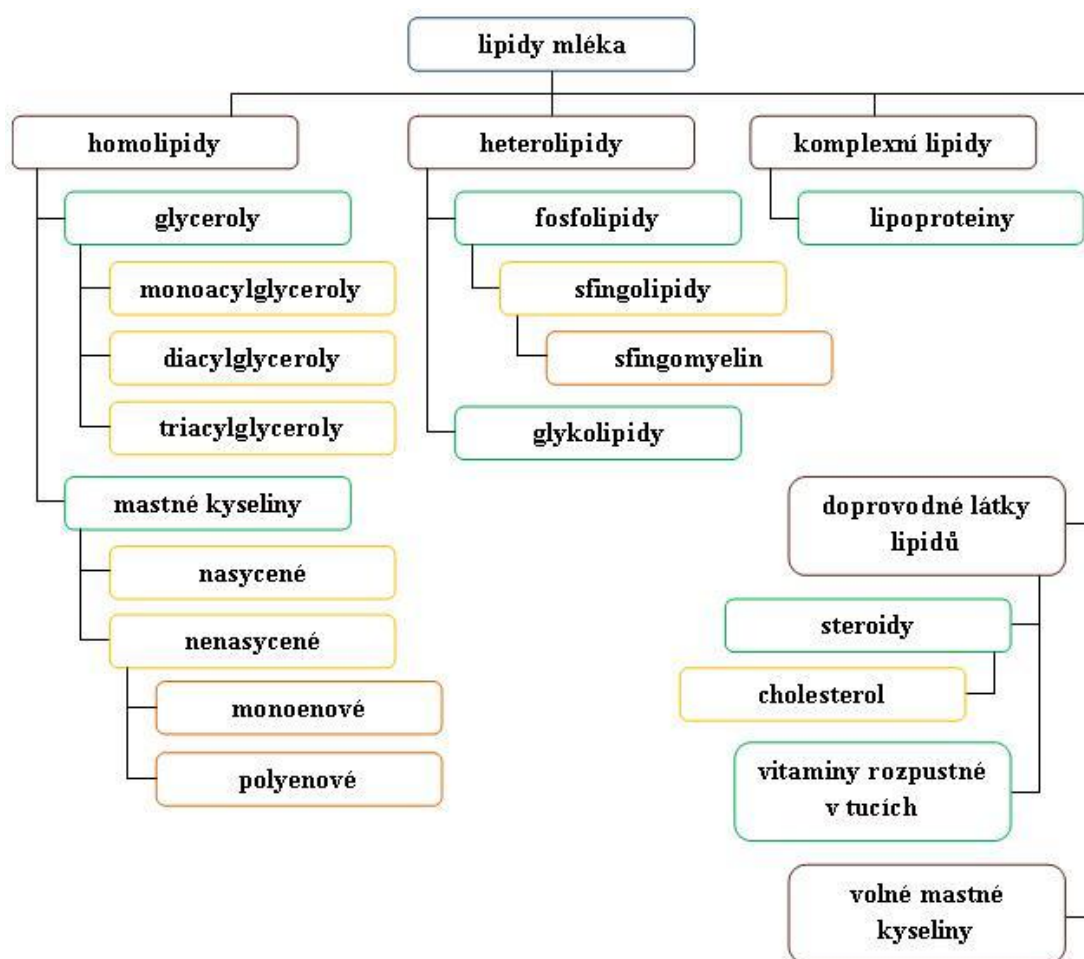 lipidy mléka
homolipidy
heterolipidy
komplexní lipidy
glyceroly
fosfolipidy
lipoproteiny
monoacylglyceroly
sfingolipidy
diacylglyceroly
sfingomyelin
triacylglyceroly
glykolipidy
mastné kyseliny
doprovodné látky
lipidů
nasycené
nenasycené
steroidy
monoenové
cholesterol
polyenové
vitaminy rozpustné
v tucích
volné mastné
kyseliny